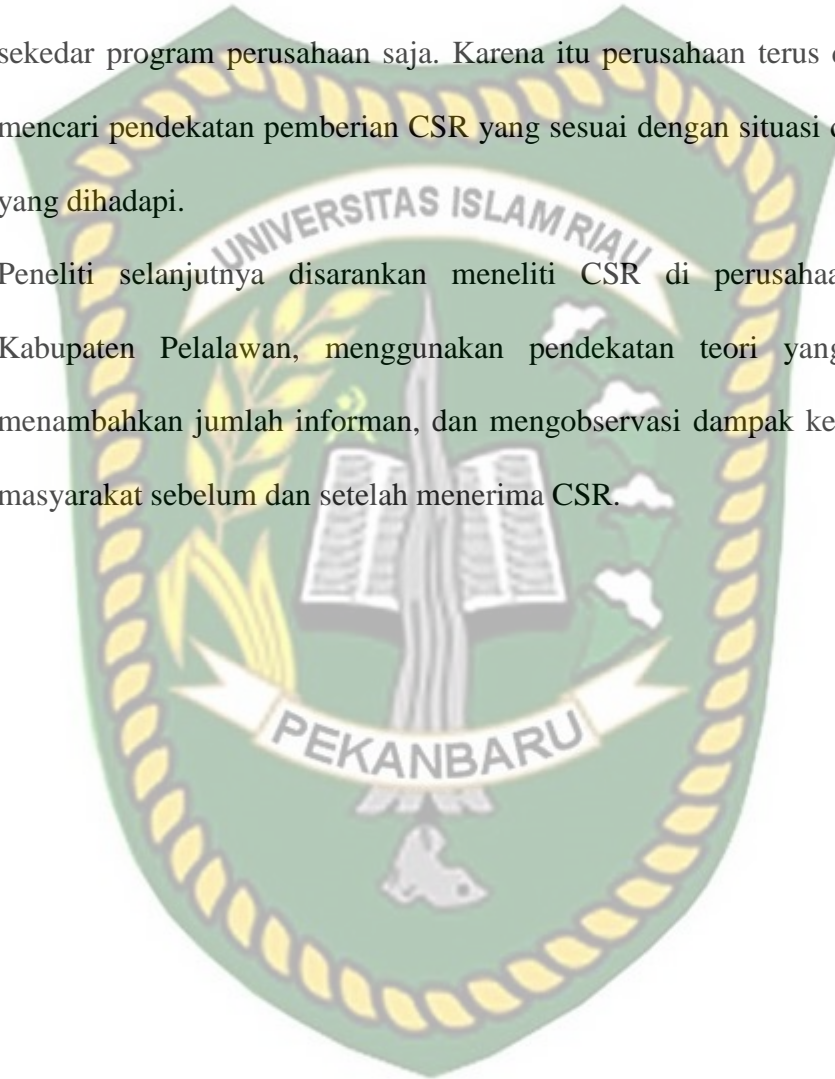 sekedar program perusahaan saja. Karena itu perusahaan terus
mencari pendekatan pemberian CSR yang sesuai dengan situasi
yang dihadapi.
UNIVERSITAS ISLAM RIAU
Peneliti selanjutnya disarankan meneliti CSR di perusahaa
Kabupaten Pelalawan, menggunakan pendekatan teori yang
menambahkan jumlah informan, dan mengobservasi dampak ke
masyarakat sebelum dan setelah menerima CSR.
PEKANBARU